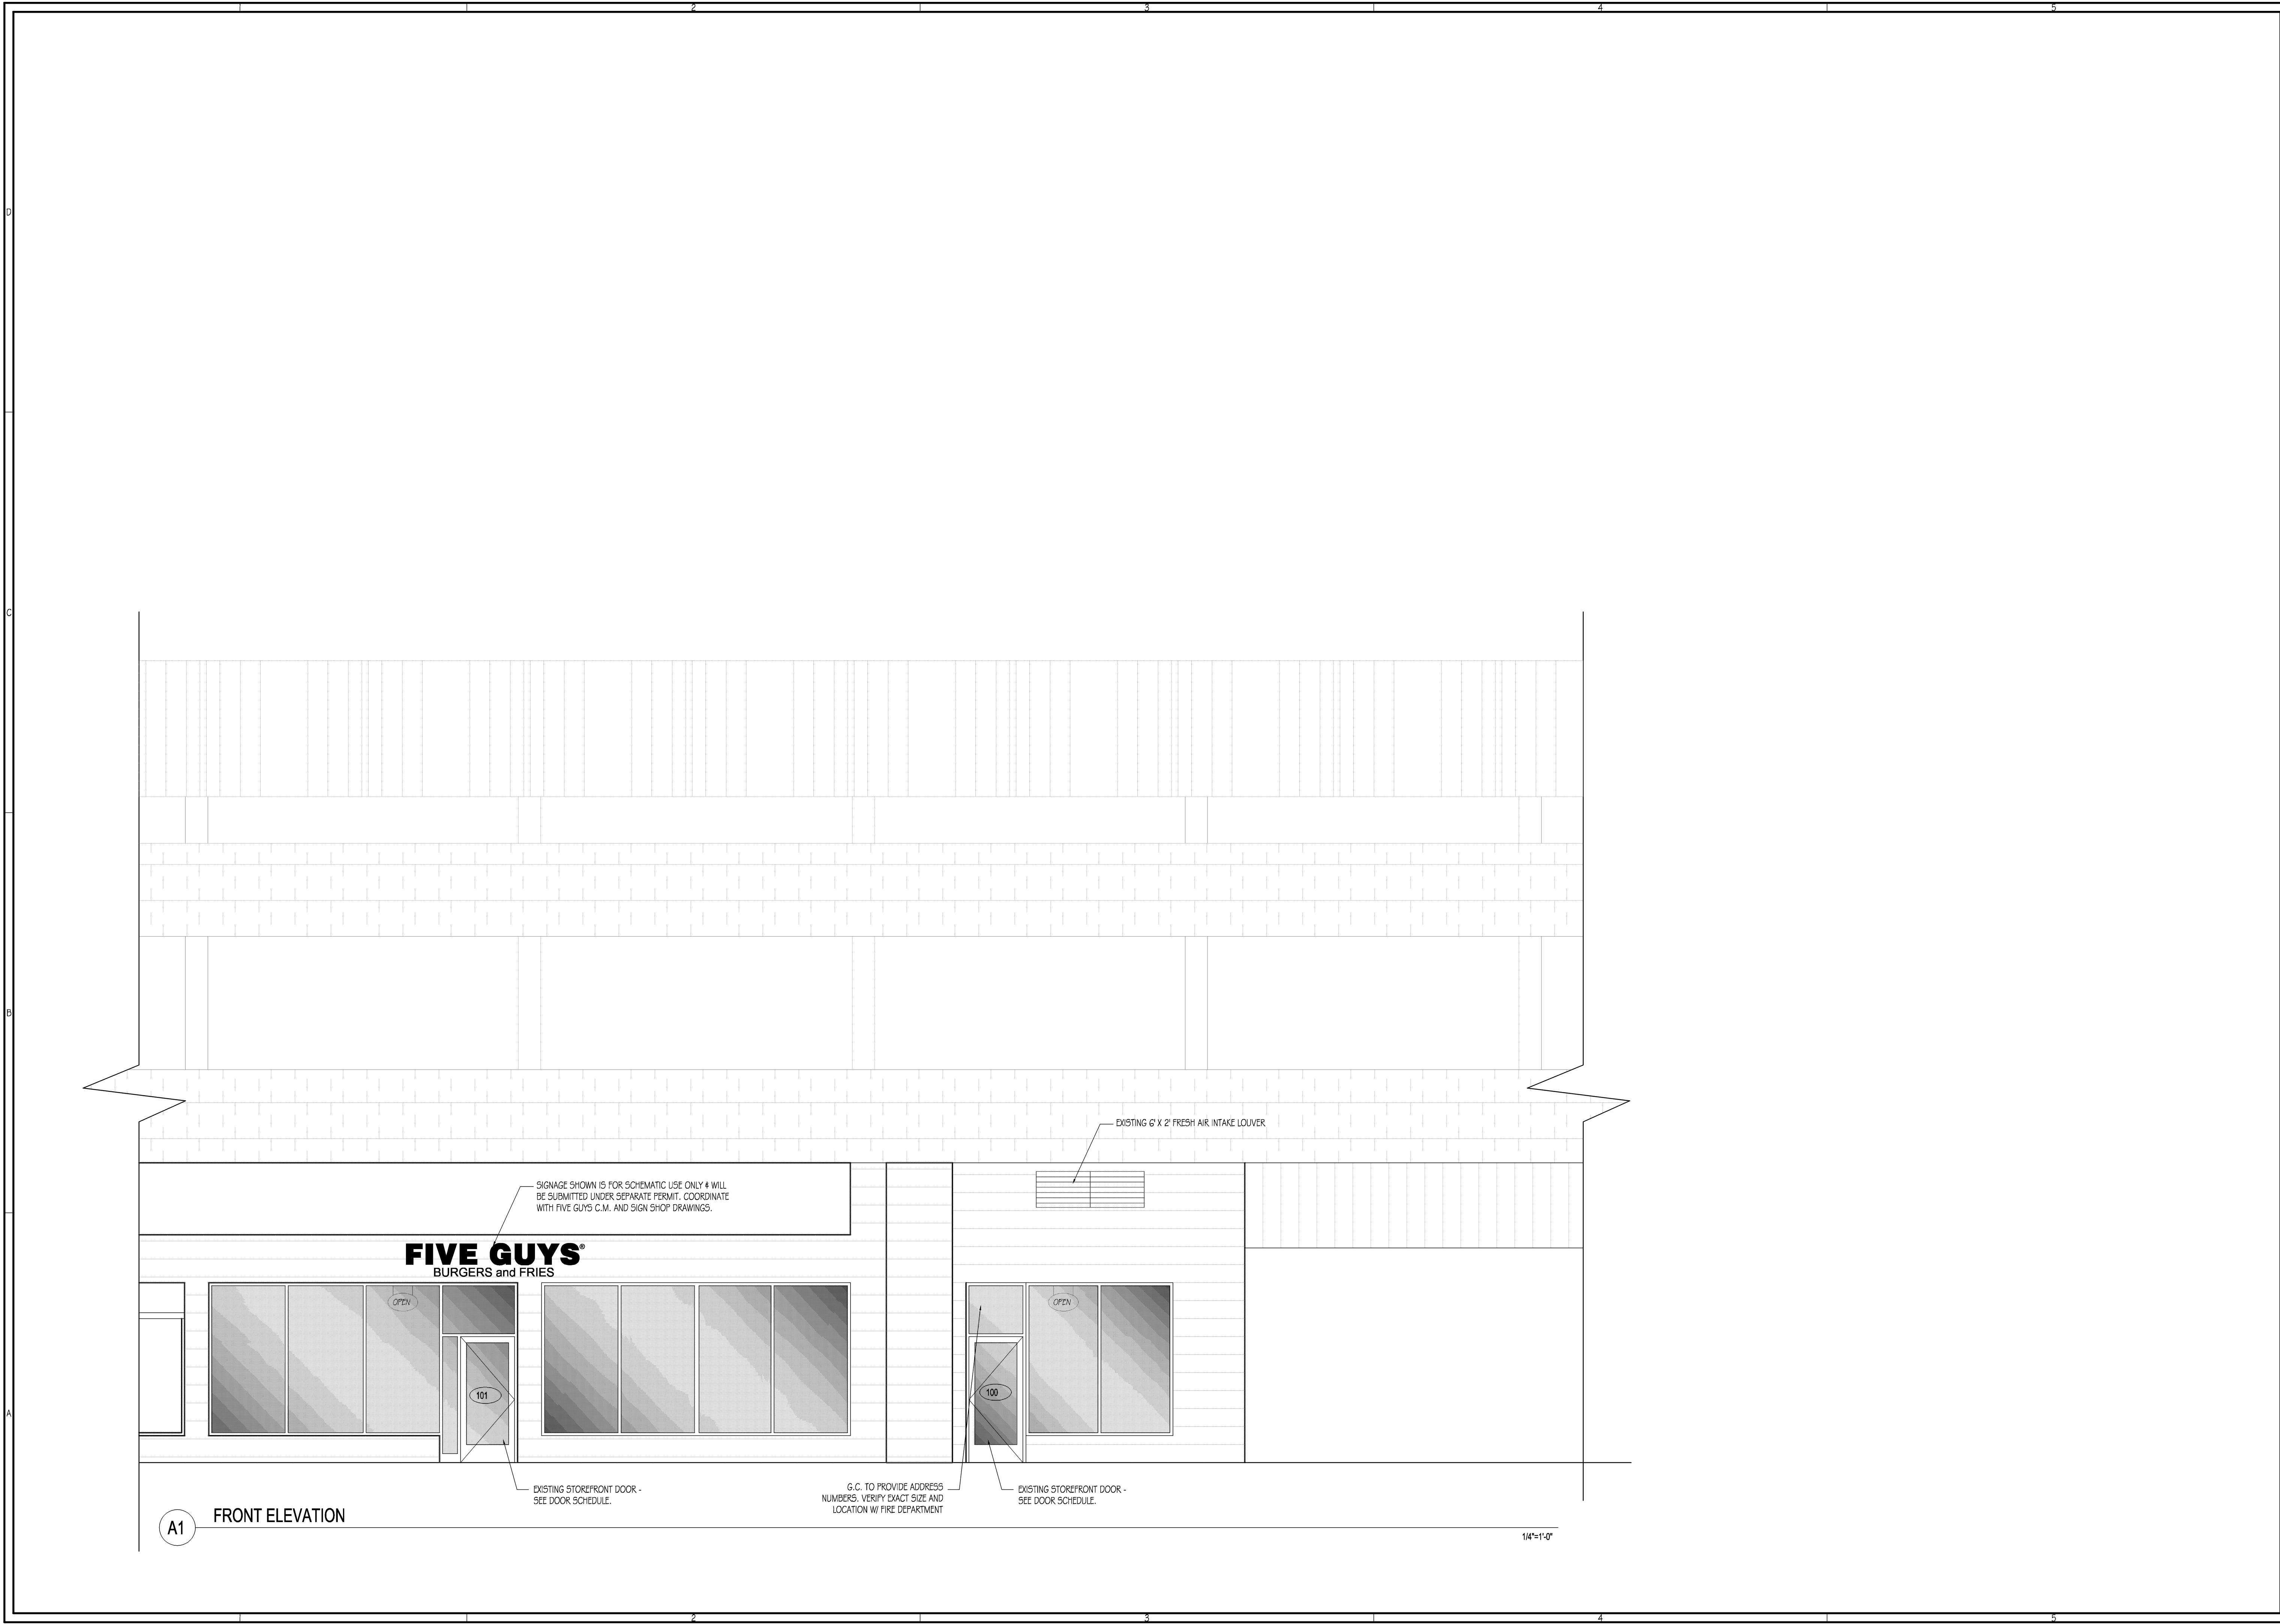 2 3 4 5
D
C
B
A
EXISTING 6' X 2' FRESH AIR INTAKE LOUVER
SIGNAGE SHOWN IS FOR SCHEMATIC USE ONLY & WILL
BE SUBMITTED UNDER SEPARATE PERMIT. COORDINATE
WITH FIVE GUYS C.M. AND SIGN SHOP DRAWINGS.
FIVE GUYS®
BURGERS and FRIES
OPEN
OPEN
101
100
EXISTING STOREFRONT DOOR -
SEE DOOR SCHEDULE.
G.C. TO PROVIDE ADDRESS
NUMBERS. VERIFY EXACT SIZE AND
LOCATION W/ FIRE DEPARTMENT
EXISTING STOREFRONT DOOR -
SEE DOOR SCHEDULE.
A1 FRONT ELEVATION
1/4"=1'-0"
2 3 4 5